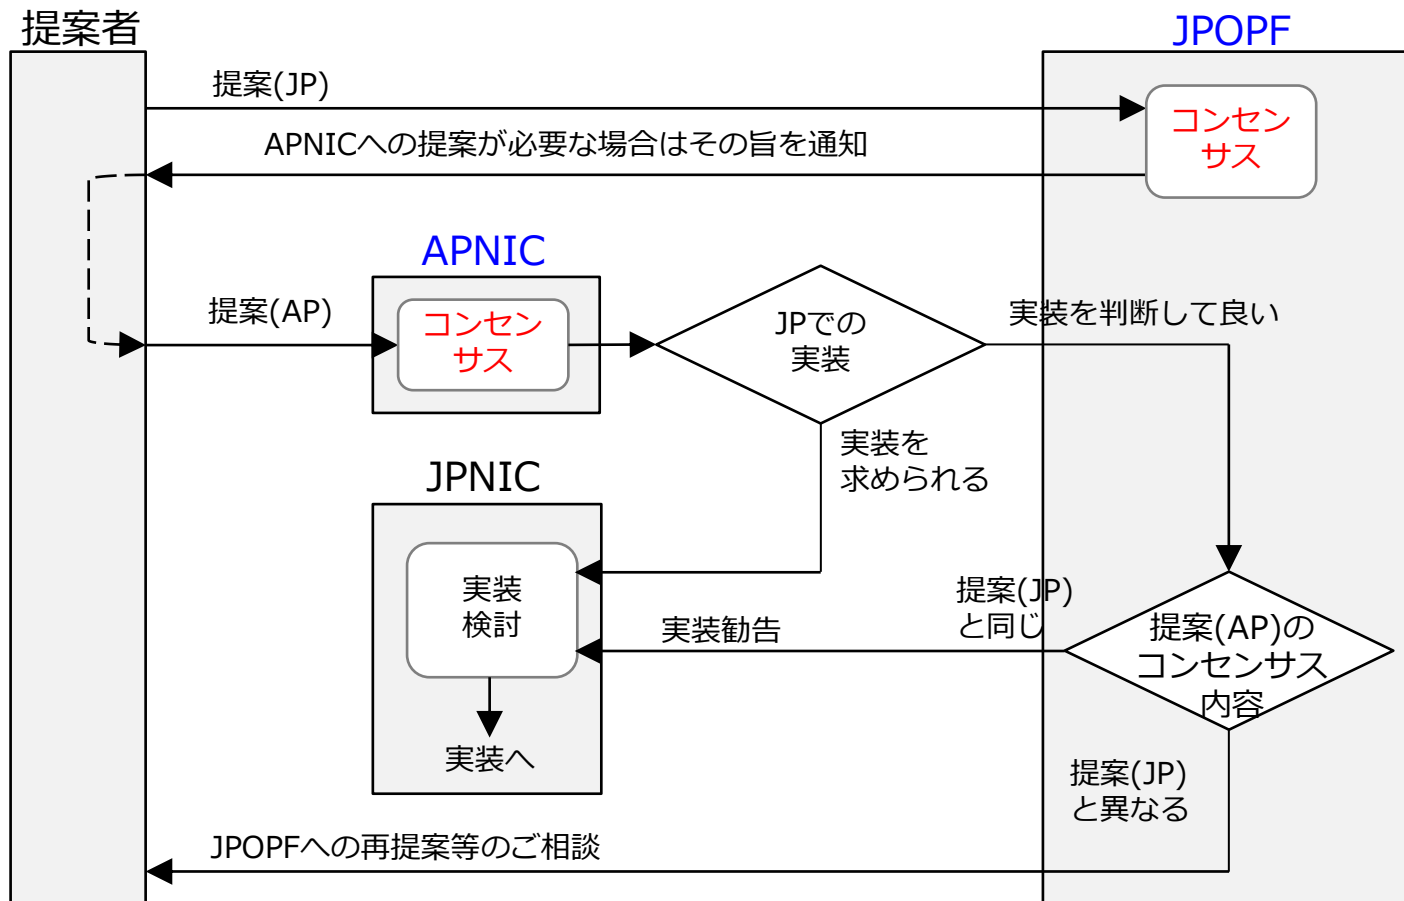 提案者
JPOPF
提案(JP)
コンセン
サス
APNICへの提案が必要な場合はその旨を通知
APNIC
提案(AP)
コンセン
サス
JPでの
実装
実装を判断して良い
実装を
求められる
JPNIC
実装
検討
実装勧告
提案(JP)
と同じ
提案(AP)の
コンセンサス
内容
実装へ
提案(JP)
と異なる
JPOPFへの再提案等のご相談